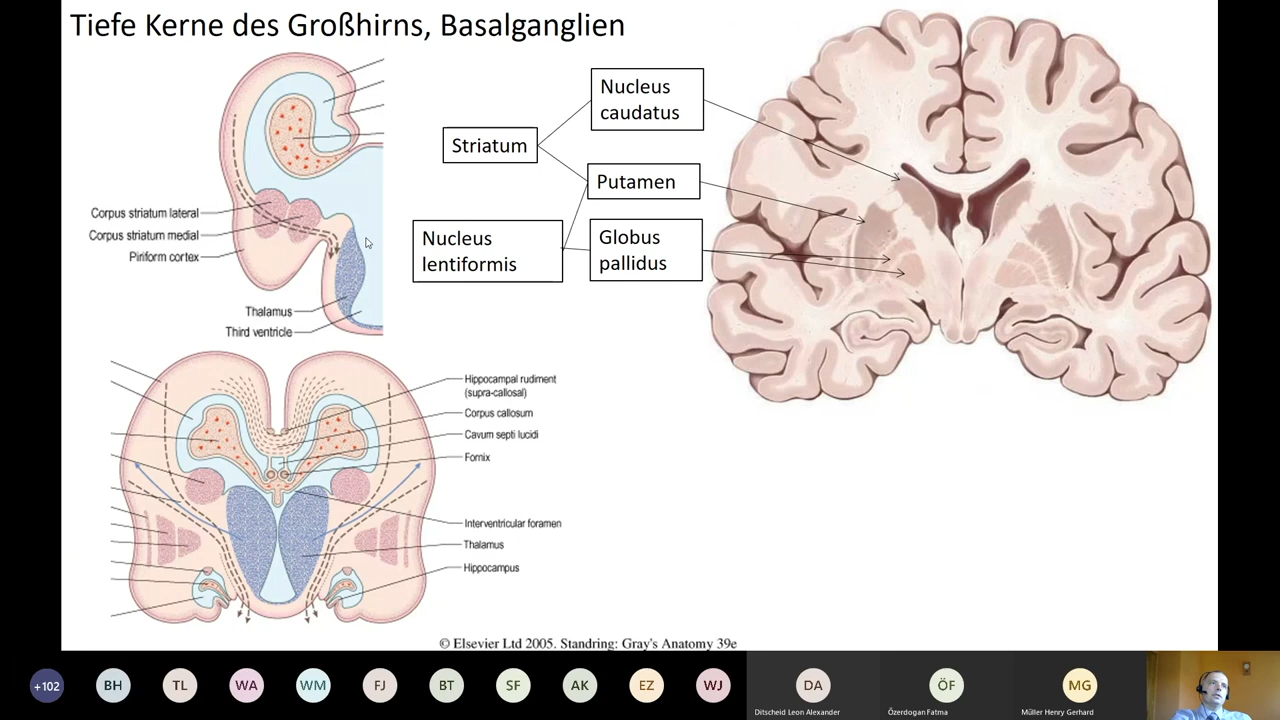 Tiefe Kerne des Großhirns, Basalganglien
Nucleus
caudatus
Striatum
Putamen
Nucleus
lentiformis
Globus
pallidus
Corpus striatum lateral
Corpus striatum medial
Piriform cortex
Thalamus
Third ventricle
Hippocampal rudiment
(supra-callosal)
Corpus callosum
Cavum septi lucidi
Fornix
Interventricular foramen
Thalamus
Hippocampus
© Elsevier Ltd 2005. Standring: Gray's Anatomy 39e
+102
BH
TL
WA
WM
FJ
BT
SF
AK
EZ
WJ
DA
ÖF
MG
Ditscheid Leon Alexander
Özerdogan Fatma
Müller Henry Gerhard